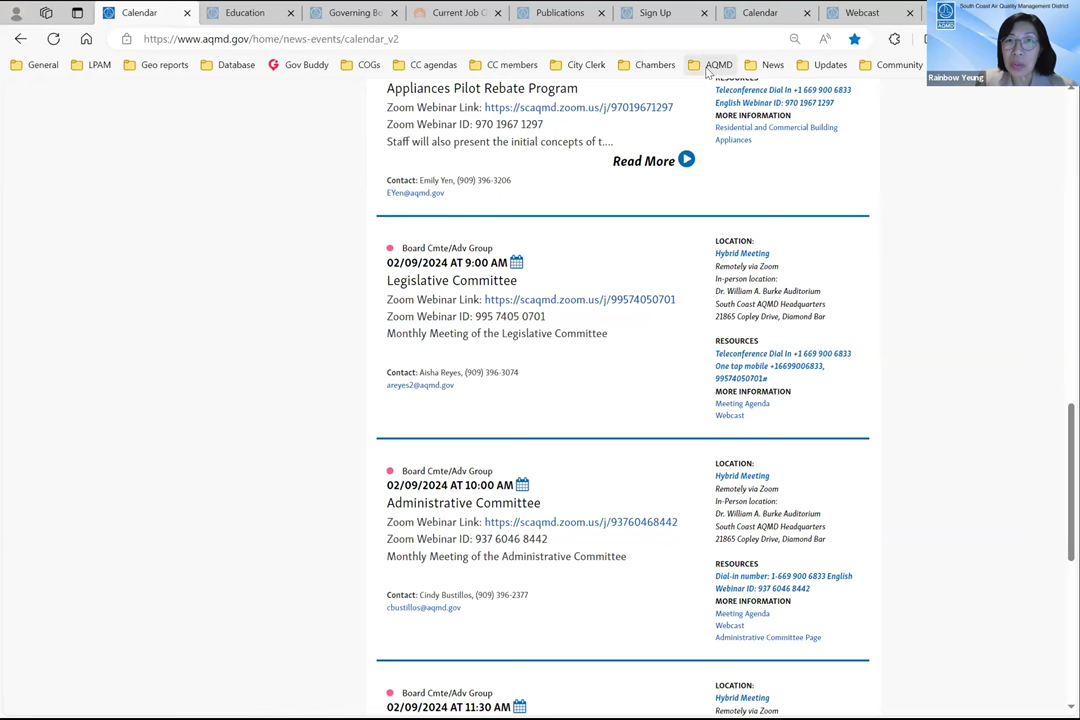 Calendar
Education
Governing Bo
Current Job C
Publications
Sign Up
Calendar
Webcast
https://www.aqmd.gov/home/news-events/calendar_v2
General
LPAM
Geo reports
Database
Gov Buddy
COGs
CC agendas
CC members
City Clerk
Chambers
AQMD
News
Updates
Community
South Coast Air Quality Management District
Rainbow Yeung
Appliances Pilot Rebate Program
Zoom Webinar Link: https://scaqmd.zoom.us/j/97019671297
Zoom Webinar ID: 970 1967 1297
Staff will also present the initial concepts of t....
Read More
Contact: Emily Yen, (909) 396-3206
EYen@aqmd.gov
RESOURCES
Teleconference Dial In +1 669 900 6833
English Webinar ID: 970 1967 1297
MORE INFORMATION
Residential and Commercial Building
Appliances
Board Cmte/Adv Group
02/09/2024 AT 9:00 AM
Legislative Committee
Zoom Webinar Link: https://scaqmd.zoom.us/j/99574050701
Zoom Webinar ID: 995 7405 0701
Monthly Meeting of the Legislative Committee
Contact: Aisha Reyes, (909) 396-3074
areyes2@aqmd.gov
LOCATION:
Hybrid Meeting
Remotely via Zoom
In-person location:
Dr. William A. Burke Auditorium
South Coast AQMD Headquarters
21865 Copley Drive, Diamond Bar
RESOURCES
Teleconference Dial In +1 669 900 6833
One tap mobile +16699006833,
99574050701#
MORE INFORMATION
Meeting Agenda
Webcast
Board Cmte/Adv Group
02/09/2024 AT 10:00 AM
Administrative Committee
Zoom Webinar Link: https://scaqmd.zoom.us/j/93760468442
Zoom Webinar ID: 937 6046 8442
Monthly Meeting of the Administrative Committee
Contact: Cindy Bustillos, (909) 396-2377
cbustillos@aqmd.gov
LOCATION:
Hybrid Meeting
Remotely via Zoom
In-Person location:
Dr. William A. Burke Auditorium
South Coast AQMD Headquarters
21865 Copley Drive, Diamond Bar
RESOURCES
Dial-in number: 1-669 900 6833 English
Webinar ID: 937 6046 8442
MORE INFORMATION
Meeting Agenda
Webcast
Administrative Committee Page
Board Cmte/Adv Group
02/09/2024 AT 11:30 AM
LOCATION:
Hybrid Meeting
Remotely via Zoom